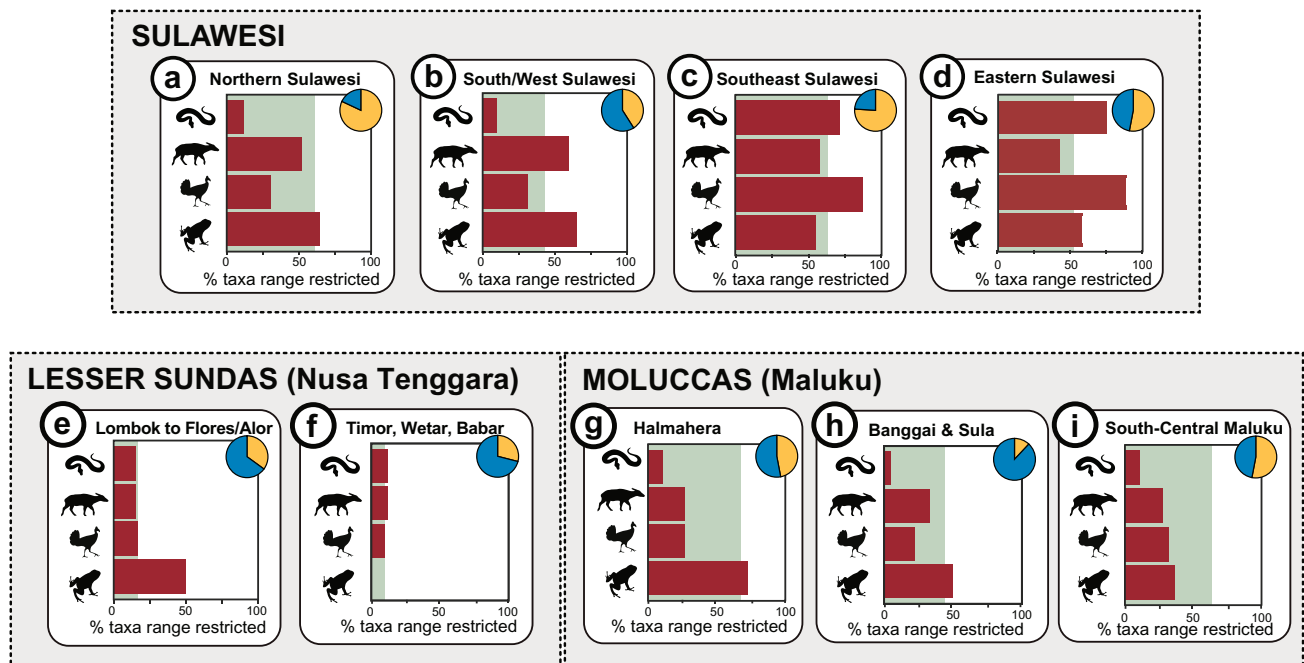 SULAWESI
a Northern Sulawesi
0 50 100
% taxa range restricted
b South/West Sulawesi
0 50 100
% taxa range restricted
c Southeast Sulawesi
0 50 100
% taxa range restricted
d Eastern Sulawesi
0 50 100
% taxa range restricted
LESSER SUNDAS (Nusa Tenggara)
e Lombok to Flores/Alor
0 50 100
% taxa range restricted
f Timor, Wetar, Babar
0 50 100
% taxa range restricted
MOLUCCAS (Maluku)
g Halmahera
0 50 100
% taxa range restricted
h Banggai & Sula
0 50 100
% taxa range restricted
i South-Central Maluku
0 50 100
% taxa range restricted